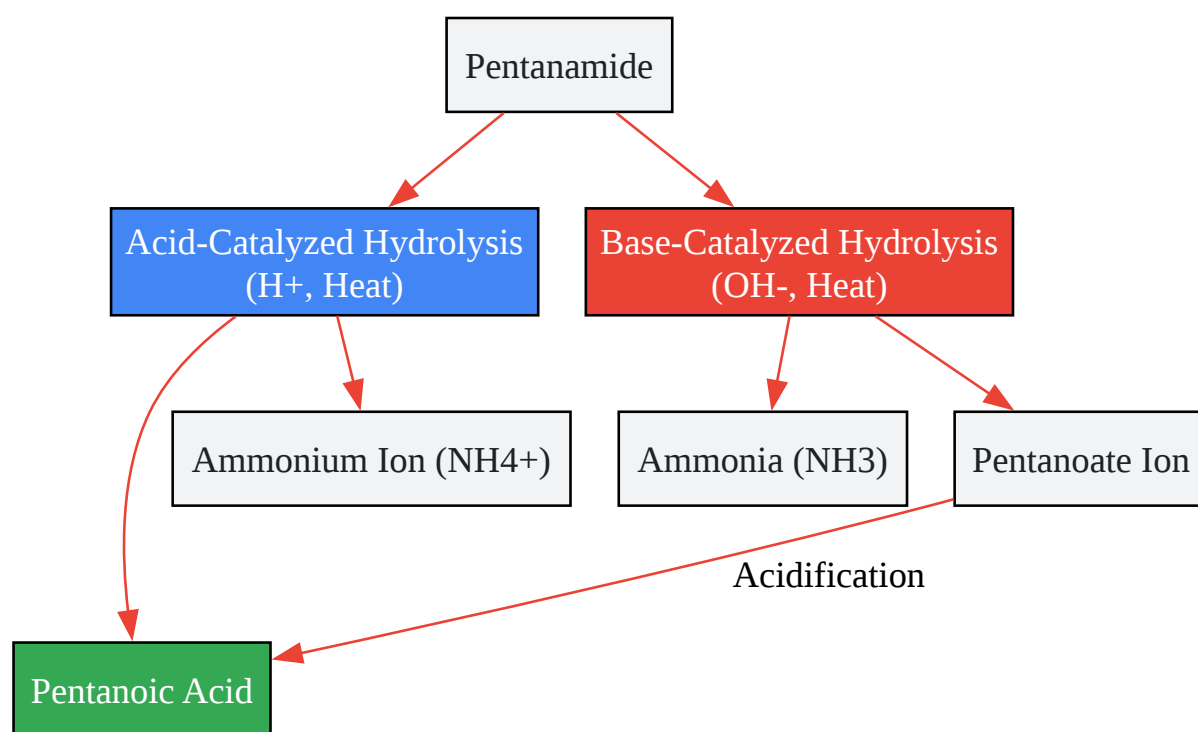 Pentanamide
Acid-Catalyzed Hydrolysis
(H+, Heat)
Base-Catalyzed Hydrolysis
(OH-, Heat)
Ammonium Ion (NH4+)
Ammonia (NH3)
Pentanoate Ion
Acidification
Pentanoic Acid